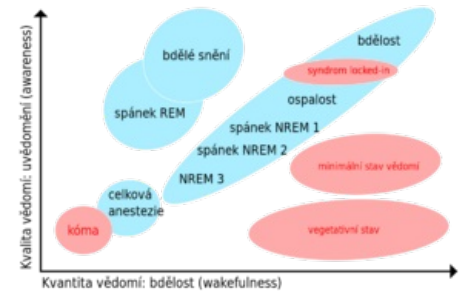 Kvalita vědomí: uvědomění (awareness)
bdělost
bdělé snění
syndrom locked-in
ospalost
spánek REM
spánek NREM 1
spánek NREM 2
minimální stav vědomí
NREM 3
celková
anestezie
kóma
vegetativní stav
Kvantita vědomí: bdělost (wakefulness)